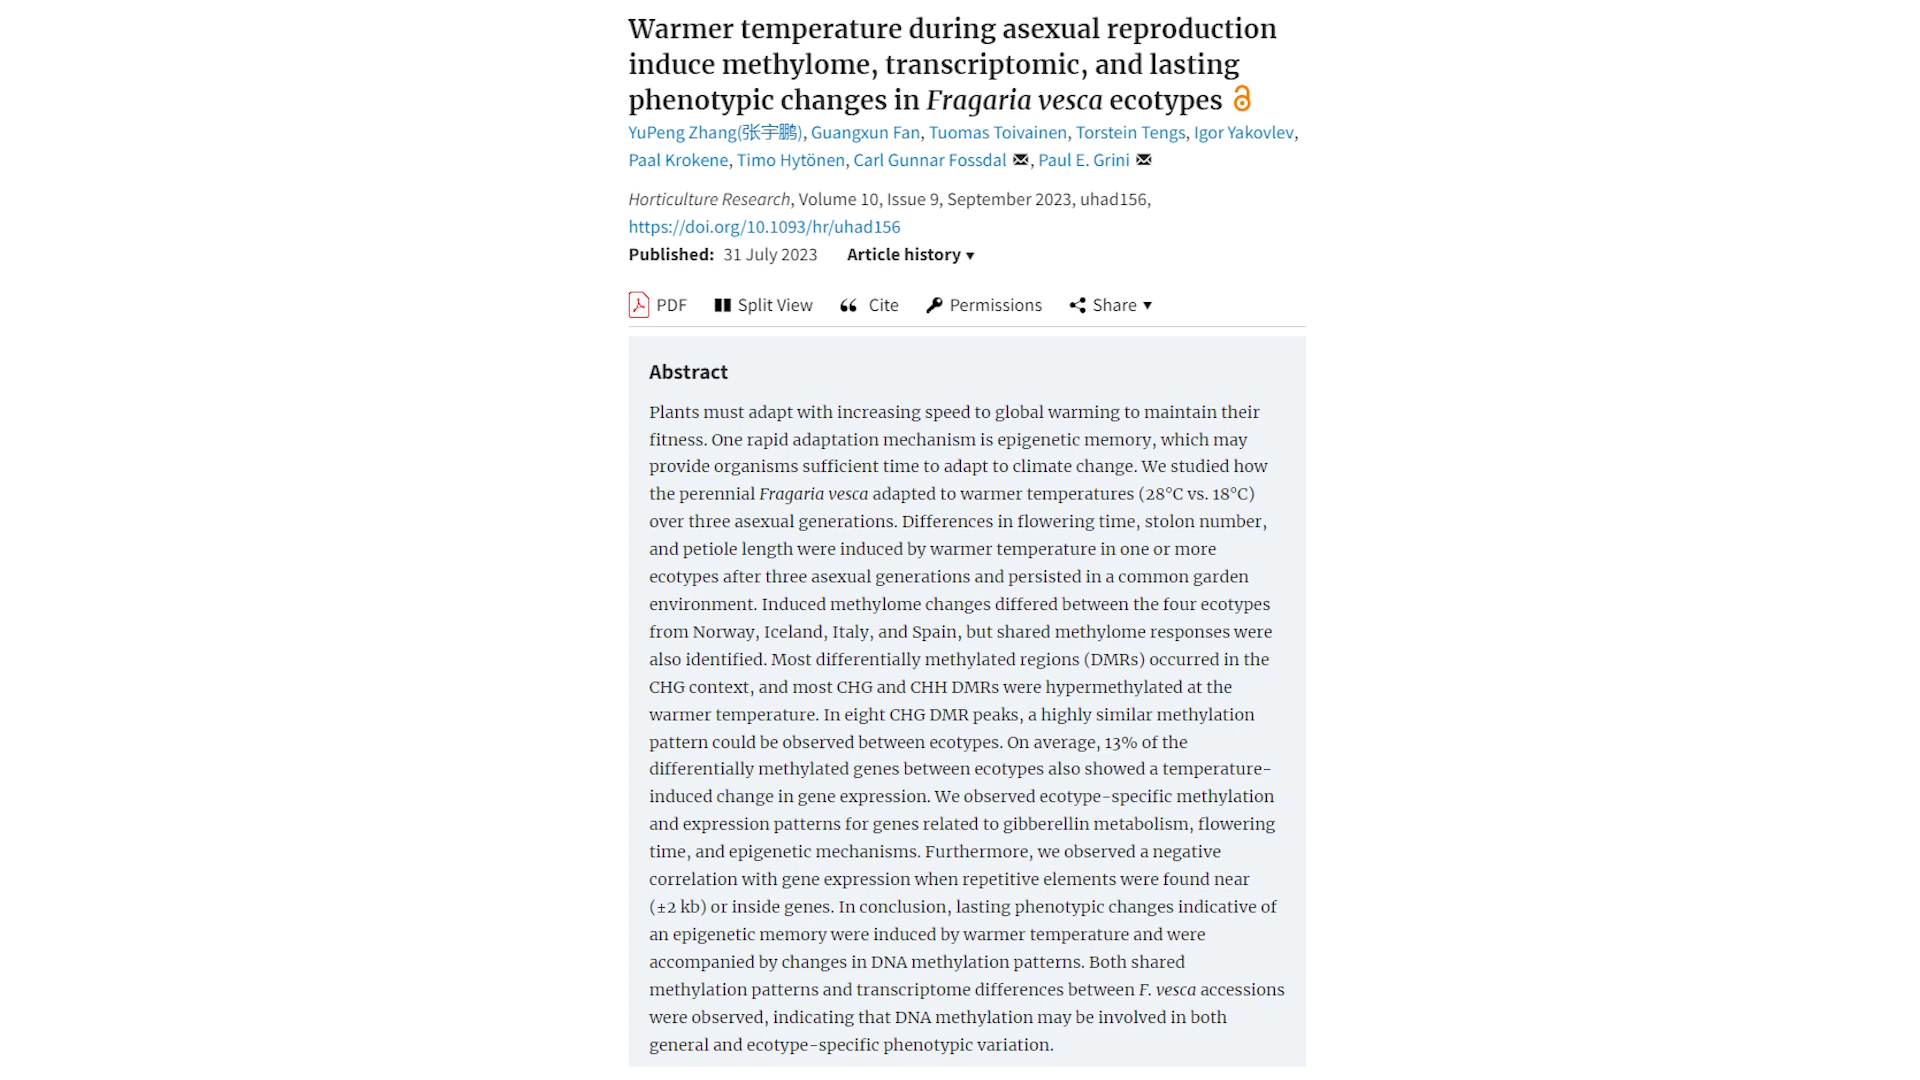 Warmer temperature during asexual reproduction
induce methylome, transcriptomic, and lasting
phenotypic changes in Fragaria vesca ecotypes
YuPeng Zhang(张宇鹏), Guangxun Fan, Tuomas Toivainen, Torstein Tengs, Igor Yakovlev,
Paal Krokene, Timo Hytönen, Carl Gunnar Fossdal, Paul E. Grini
Horticulture Research, Volume 10, Issue 9, September 2023, uhad156,
https://doi.org/10.1093/hr/uhad156
Published: 31 July 2023 Article history
PDF Split View Cite Permissions Share
Abstract
Plants must adapt with increasing speed to global warming to maintain their
fitness. One rapid adaptation mechanism is epigenetic memory, which may
provide organisms sufficient time to adapt to climate change. We studied how
the perennial Fragaria vesca adapted to warmer temperatures (28°C vs. 18°C)
over three asexual generations. Differences in flowering time, stolon number,
and petiole length were induced by warmer temperature in one or more
ecotypes after three asexual generations and persisted in a common garden
environment. Induced methylome changes differed between the four ecotypes
from Norway, Iceland, Italy, and Spain, but shared methylome responses were
also identified. Most differentially methylated regions (DMRs) occurred in the
CHG context, and most CHG and CHH DMRs were hypermethylated at the
warmer temperature. In eight CHG DMR peaks, a highly similar methylation
pattern could be observed between ecotypes. On average, 13% of the
differentially methylated genes between ecotypes also showed a temperature-
induced change in gene expression. We observed ecotype-specific methylation
and expression patterns for genes related to gibberellin metabolism, flowering
time, and epigenetic mechanisms. Furthermore, we observed a negative
correlation with gene expression when repetitive elements were found near
(±2 kb) or inside genes. In conclusion, lasting phenotypic changes indicative of
an epigenetic memory were induced by warmer temperature and were
accompanied by changes in DNA methylation patterns. Both shared
methylation patterns and transcriptome differences between F. vesca accessions
were observed, indicating that DNA methylation may be involved in both
general and ecotype-specific phenotypic variation.